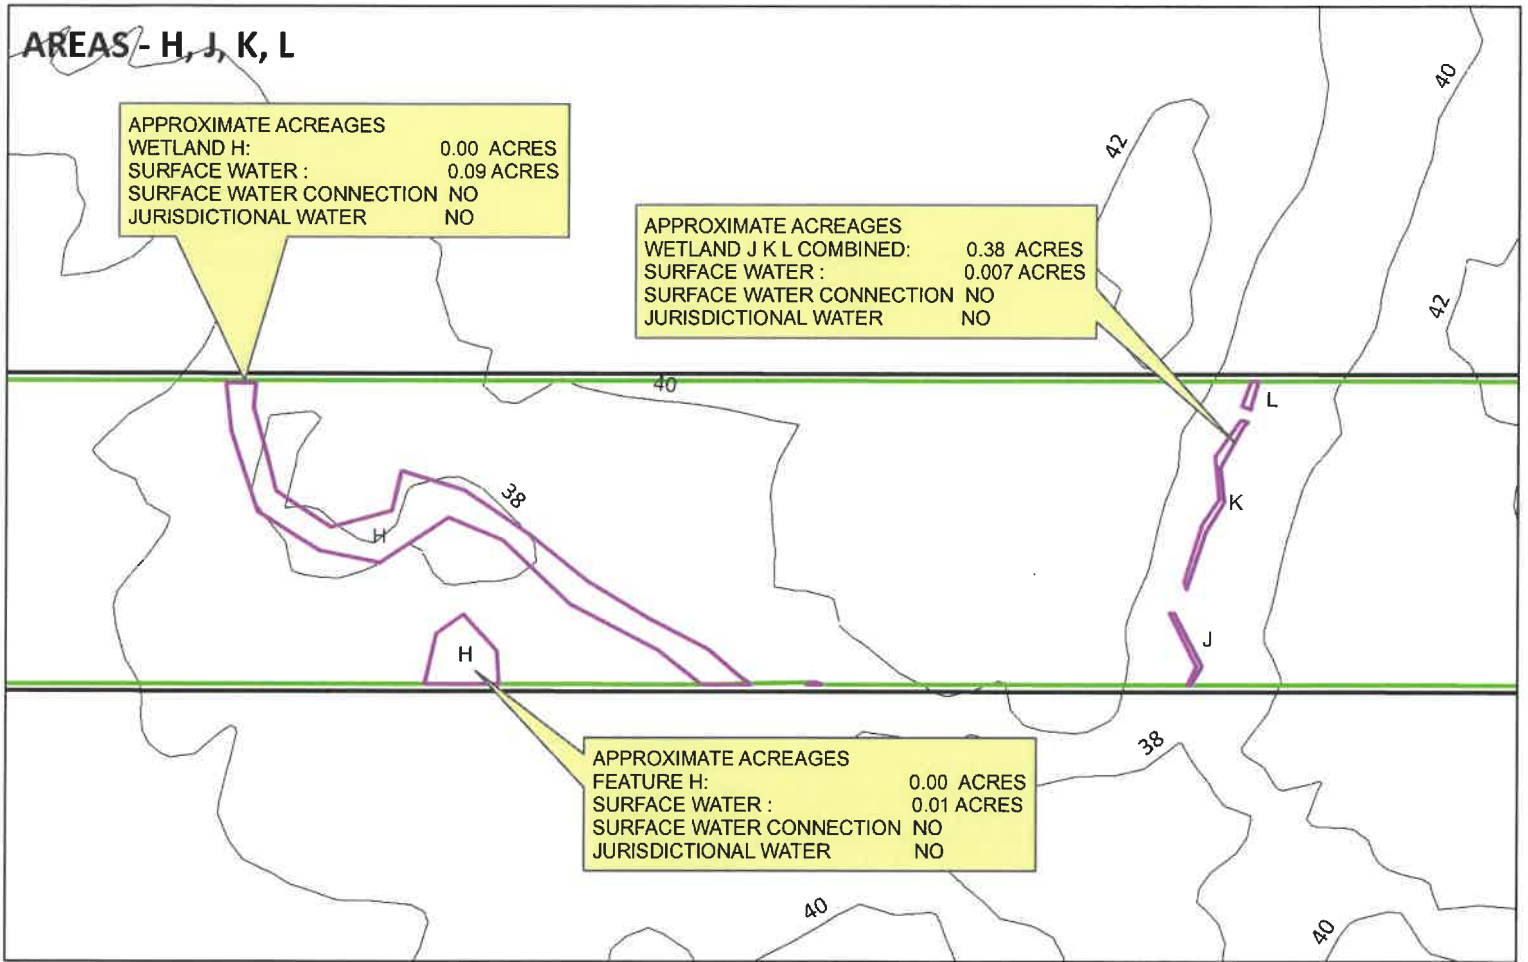 AREAS - H, J, K, L
APPROXIMATE ACREAGES
WETLAND H: 0.00 ACRES
SURFACE WATER : 0.09 ACRES
SURFACE WATER CONNECTION NO
JURISDICTIONAL WATER NO
40
42
APPROXIMATE ACREAGES
WETLAND J K L COMBINED: 0.38 ACRES
SURFACE WATER : 0.007 ACRES
SURFACE WATER CONNECTION NO
JURISDICTIONAL WATER NO
42
40
L
38
K
H
J
H
38
APPROXIMATE ACREAGES
FEATURE H: 0.00 ACRES
SURFACE WATER : 0.01 ACRES
SURFACE WATER CONNECTION NO
JURISDICTIONAL WATER NO
40
40